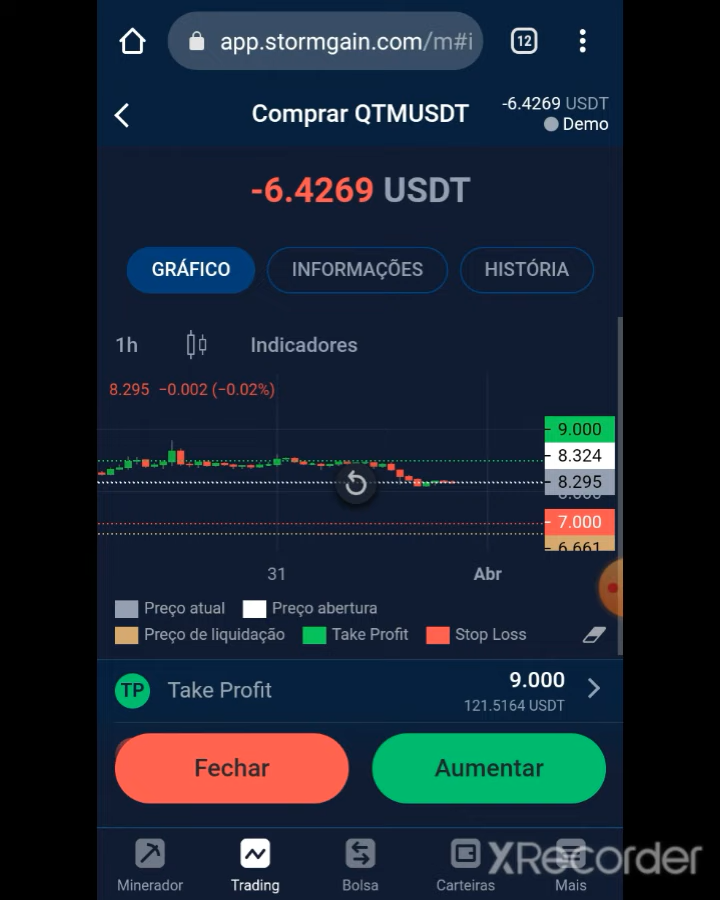 app.stormgain.com/m#i
12
Comprar QTMUSDT
-6.4269 USDT
Demo
-6.4269 USDT
GRÁFICO
INFORMAÇÕES
HISTÓRIA
1h
Indicadores
8.295 −0.002 (−0.02%)
9.000
8.324
8.295
8.000
7.000
6.661
31
Abr
Preço atual
Preço abertura
Preço de liquidação
Take Profit
Stop Loss
TP
Take Profit
9.000
121.5164 USDT
Fechar
Aumentar
Minerador
Trading
Bolsa
Carteiras
Mais
XRecorder